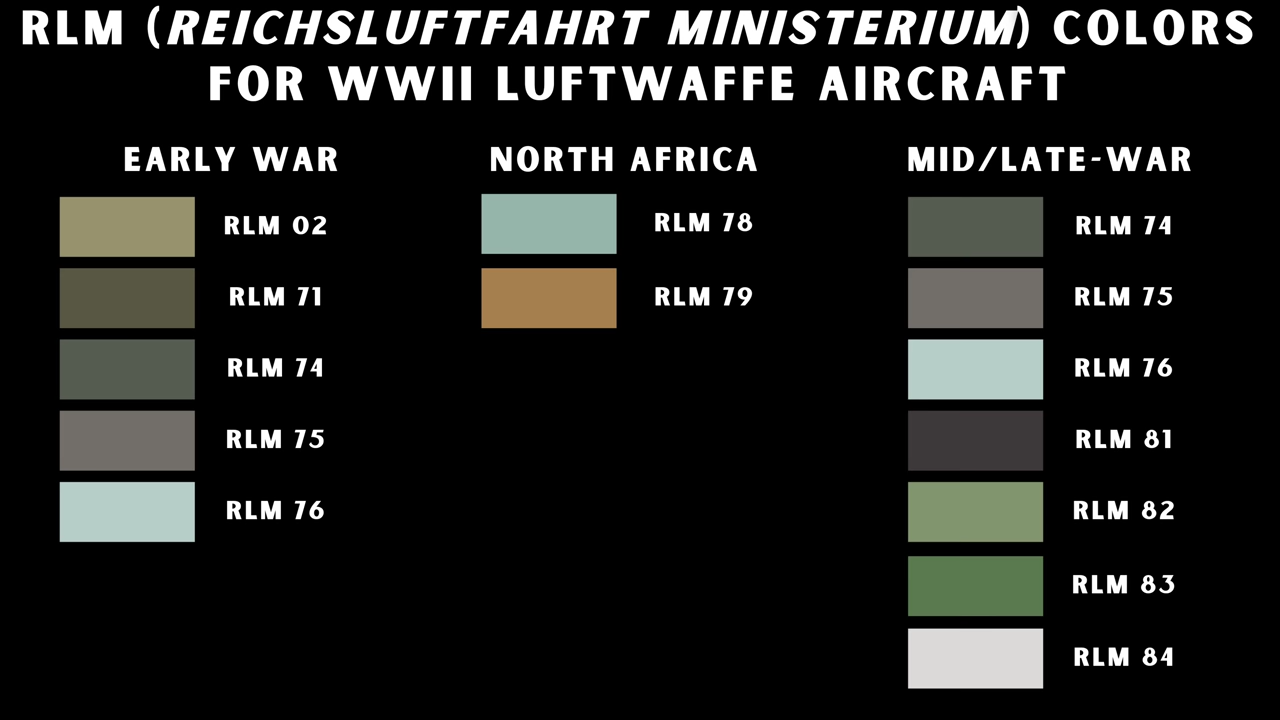 RLM (REICHSLUFTFAHRT MINISTERIUM) COLORS
FOR WWII LUFTWAFFE AIRCRAFT
EARLY WAR
RLM 02
RLM 71
RLM 74
RLM 75
RLM 76
NORTH AFRICA
RLM 78
RLM 79
MID/LATE-WAR
RLM 74
RLM 75
RLM 76
RLM 81
RLM 82
RLM 83
RLM 84